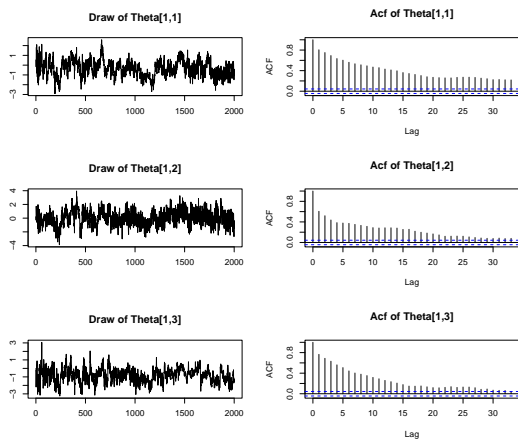 Draw of Theta[1,1]
1
-1
-3
0 500 1000 1500 2000
Acf of Theta[1,1]
ACF
0.8
0.4
0.0
0 5 10 15 20 25 30
Lag
Draw of Theta[1,2]
4
2
0
-4
0 500 1000 1500 2000
Acf of Theta[1,2]
ACF
0.8
0.4
0.0
0 5 10 15 20 25 30
Lag
Draw of Theta[1,3]
3
1
-1
-3
0 500 1000 1500 2000
Acf of Theta[1,3]
ACF
0.8
0.4
0.0
0 5 10 15 20 25 30
Lag